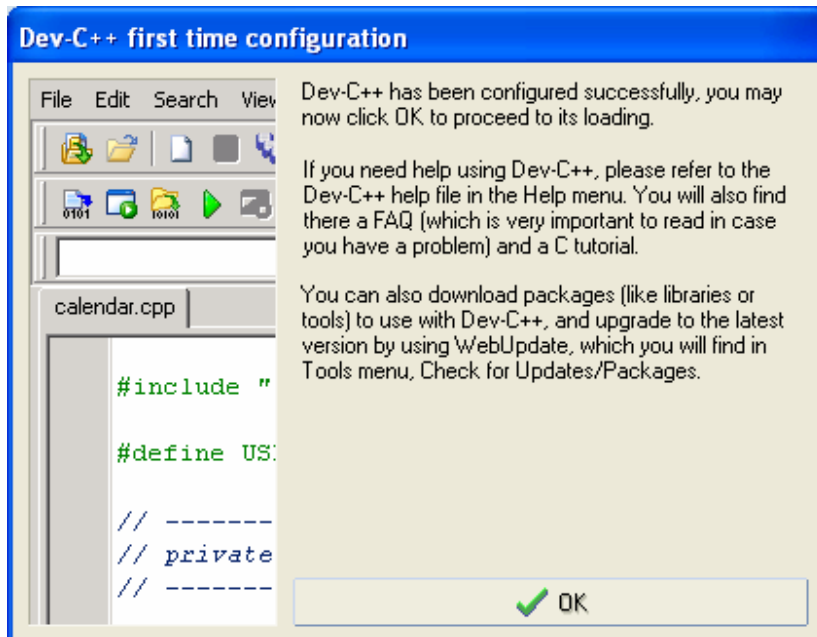 Dev-C++ first time configuration
File Edit Search View
calendar.cpp
#include "
#define US
// -------
// private
// -------
Dev-C++ has been configured successfully, you may
now click OK to proceed to its loading.
If you need help using Dev-C++, please refer to the
Dev-C++ help file in the Help menu. You will also find
there a FAQ (which is very important to read in case
you have a problem) and a C tutorial.
You can also download packages (like libraries or
tools) to use with Dev-C++, and upgrade to the latest
version by using WebUpdate, which you will find in
Tools menu, Check for Updates/Packages.
OK